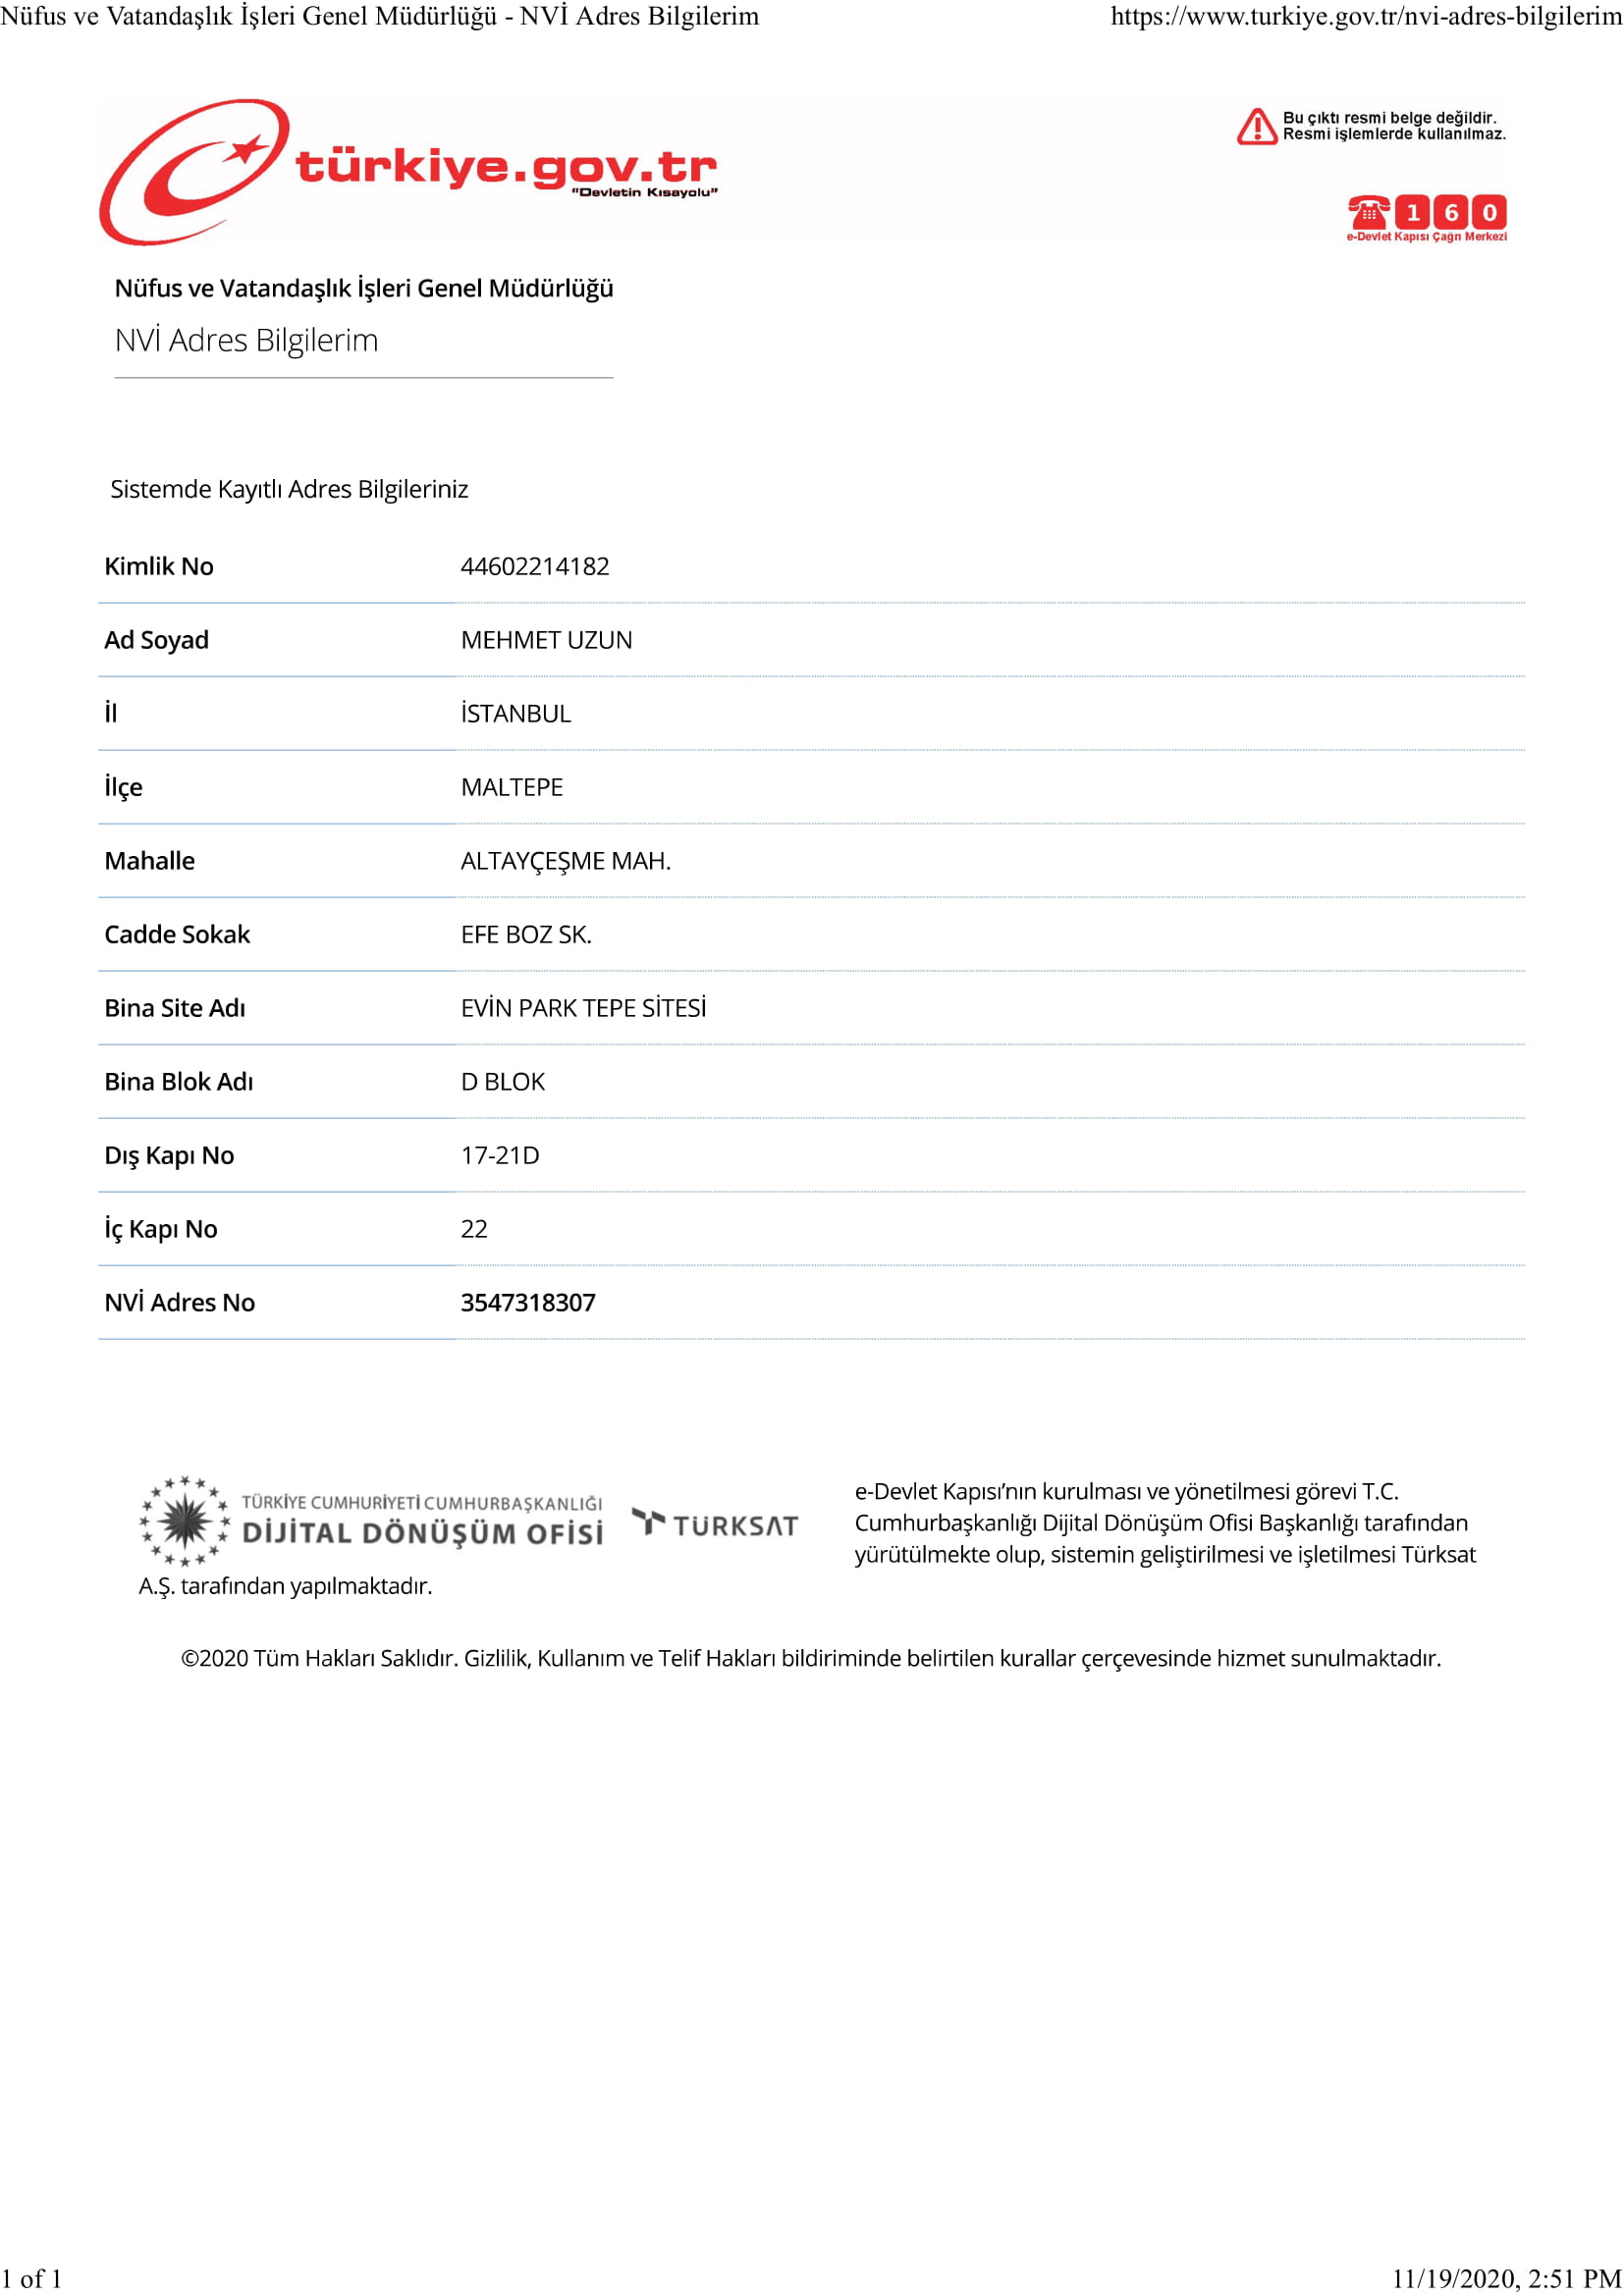 Nüfus ve Vatandaşlık İşleri Genel Müdürlüğü - NVİ Adres Bilgilerim https://www.turkiye.gov.tr/nvi-adres-bilgilerim
türkiye.gov.tr
"Devletin Kısayolu"
Bu çıktı resmi belge değildir.
Resmi işlemlerde kullanılmaz.
1 6 0
e-Devlet Kapısı Çağrı Merkezi
Nüfus ve Vatandaşlık İşleri Genel Müdürlüğü
NVİ Adres Bilgilerim
Sistemde Kayıtlı Adres Bilgileriniz
Kimlik No 44602214182
Ad Soyad MEHMET UZUN
İl İSTANBUL
İlçe MALTEPE
Mahalle ALTAYÇEŞME MAH.
Cadde Sokak EFE BOZ SK.
Bina Site Adı EVİN PARK TEPE SİTESİ
Bina Blok Adı D BLOK
Dış Kapı No 17-21D
İç Kapı No 22
NVİ Adres No 3547318307
TÜRKİYE CUMHURİYETİ CUMHURBAŞKANLIĞI
DİJİTAL DÖNÜŞÜM OFİSİ
TÜRKSAT
e-Devlet Kapısı’nın kurulması ve yönetilmesi görevi T.C.
Cumhurbaşkanlığı Dijital Dönüşüm Ofisi Başkanlığı tarafından
yürütülmekte olup, sistemin geliştirilmesi ve işletilmesi Türksat
A.Ş. tarafından yapılmaktadır.
©2020 Tüm Hakları Saklıdır. Gizlilik, Kullanım ve Telif Hakları bildiriminde belirtilen kurallar çerçevesinde hizmet sunulmaktadır.
1 of 1 11/19/2020, 2:51 PM